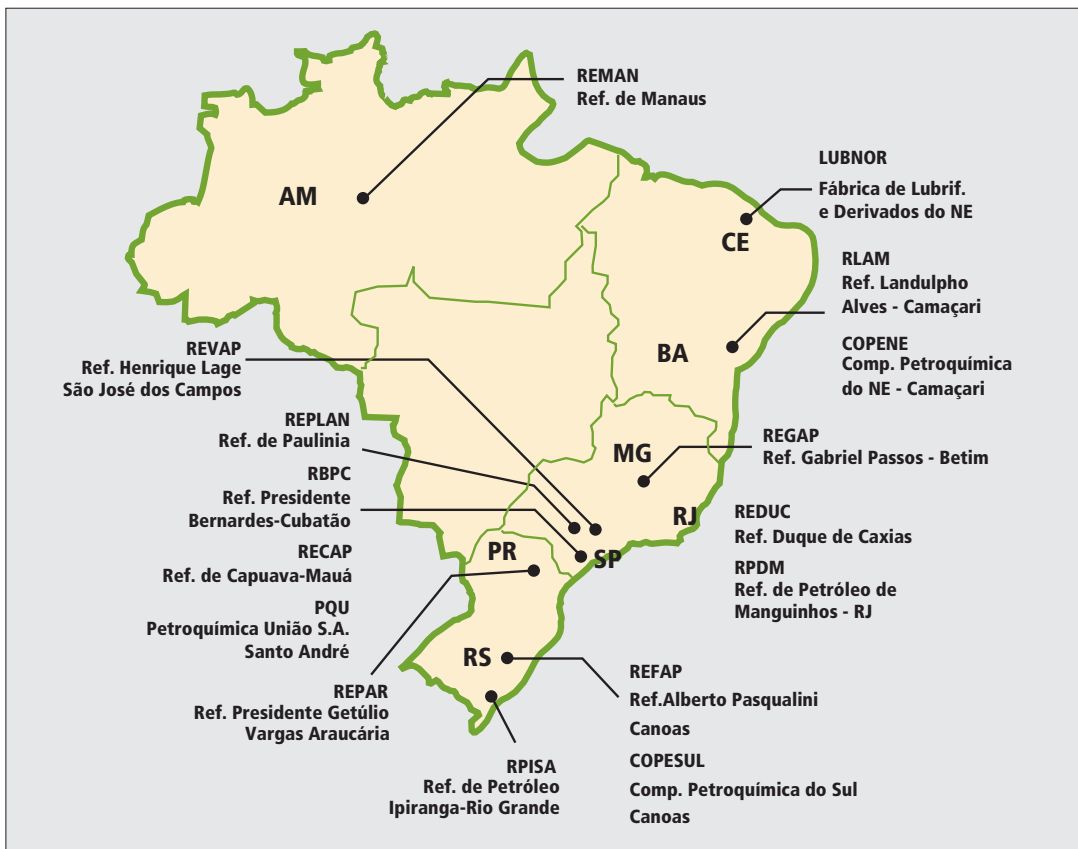 REMAN
Ref. de Manaus
AM
LUBNOR
Fábrica de Lubrif.
e Derivados do NE
CE
RLAM
Ref. Landulpho
Alves - Camaçari
BA
COPENE
Comp. Petroquímica
do NE - Camaçari
REVAP
Ref. Henrique Lage
São José dos Campos
REPLAN
Ref. de Paulinia
MG
REGAP
Ref. Gabriel Passos - Betim
RBPC
Ref. Presidente
Bernardes-Cubatão
RJ
REDUC
Ref. Duque de Caxias
RECAP
Ref. de Capuava-Mauá
PR
SP
RPDM
Ref. de Petróleo de
Manguinhos - RJ
PQU
Petroquímica União S.A.
Santo André
RS
REFAP
Ref.Alberto Pasqualini
Canoas
REPAR
Ref. Presidente Getúlio
Vargas Araucária
RPISA
Ref. de Petróleo
Ipiranga-Rio Grande
COPESUL
Comp. Petroquímica do Sul
Canoas